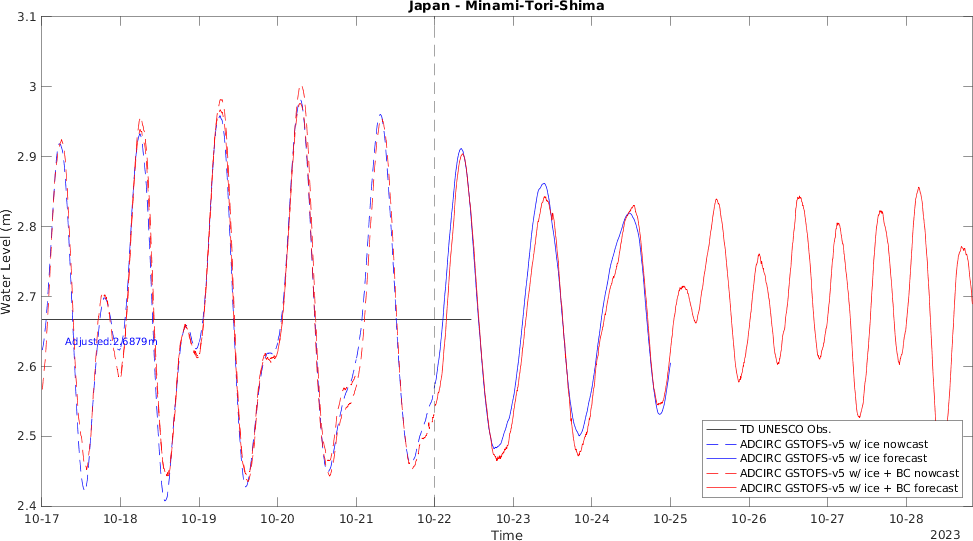 Japan - Minami-Tori-Shima
3.1
3
2.9
2.8
2.7
2.6
2.5
2.4
Water Level (m)
Adjusted:2.6879m
TD UNESCO Obs.
ADCIRC GSTOFS-v5 w/ ice nowcast
ADCIRC GSTOFS-v5 w/ ice forecast
ADCIRC GSTOFS-v5 w/ ice + BC nowcast
ADCIRC GSTOFS-v5 w/ ice + BC forecast
10-17 10-18 10-19 10-20 10-21 10-22 10-23 10-24 10-25 10-26 10-27 10-28
Time
2023